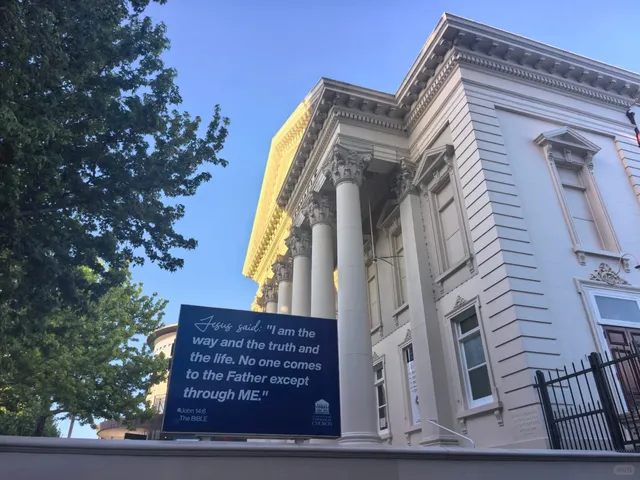 Jesus said: "I am the
way and the truth and
the life. No one comes
to the Father except
through ME."
#John 14:6
The BIBLE
CHURCH